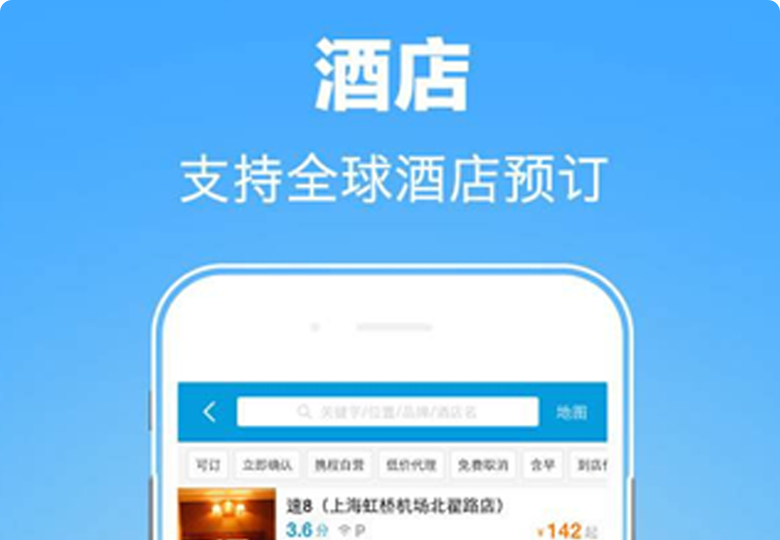 酒店
支持全球酒店预订
关键字/位置/品牌/酒店名 地图
可订 立即确认 携程自营 低价代理 免费取消 含早 到店付
速8（上海虹桥机场北翟路店）
3.6分 P ¥142起